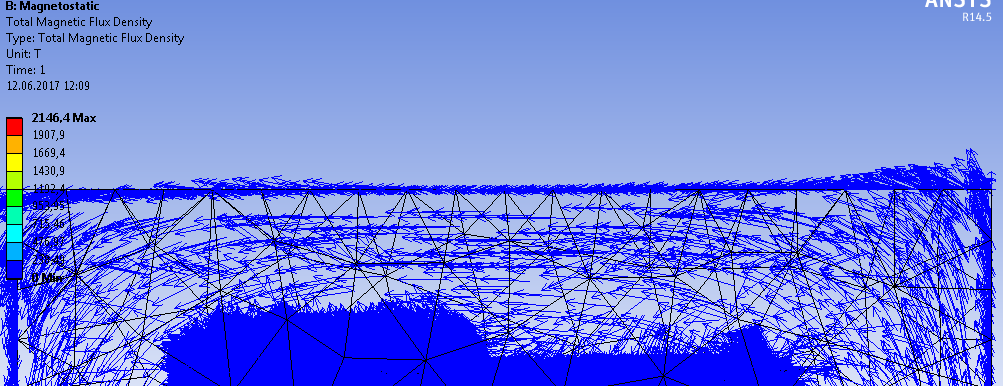 B: Magnetostatic
Total Magnetic Flux Density
Type: Total Magnetic Flux Density
Unit: T
Time: 1
12.06.2017 12:09
ANSYS
R14.5
2146,4 Max
1907,9
1669,4
1430,9
0 Min